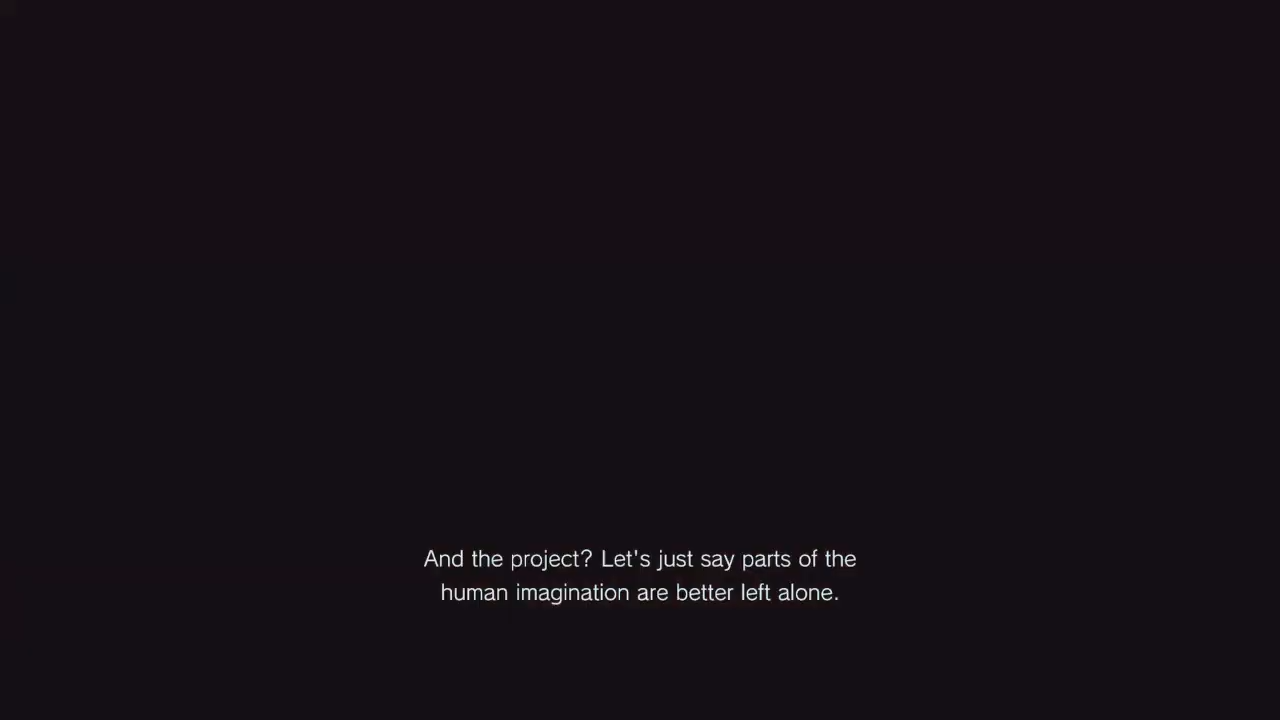 And the project? Let's just say parts of the
human imagination are better left alone.